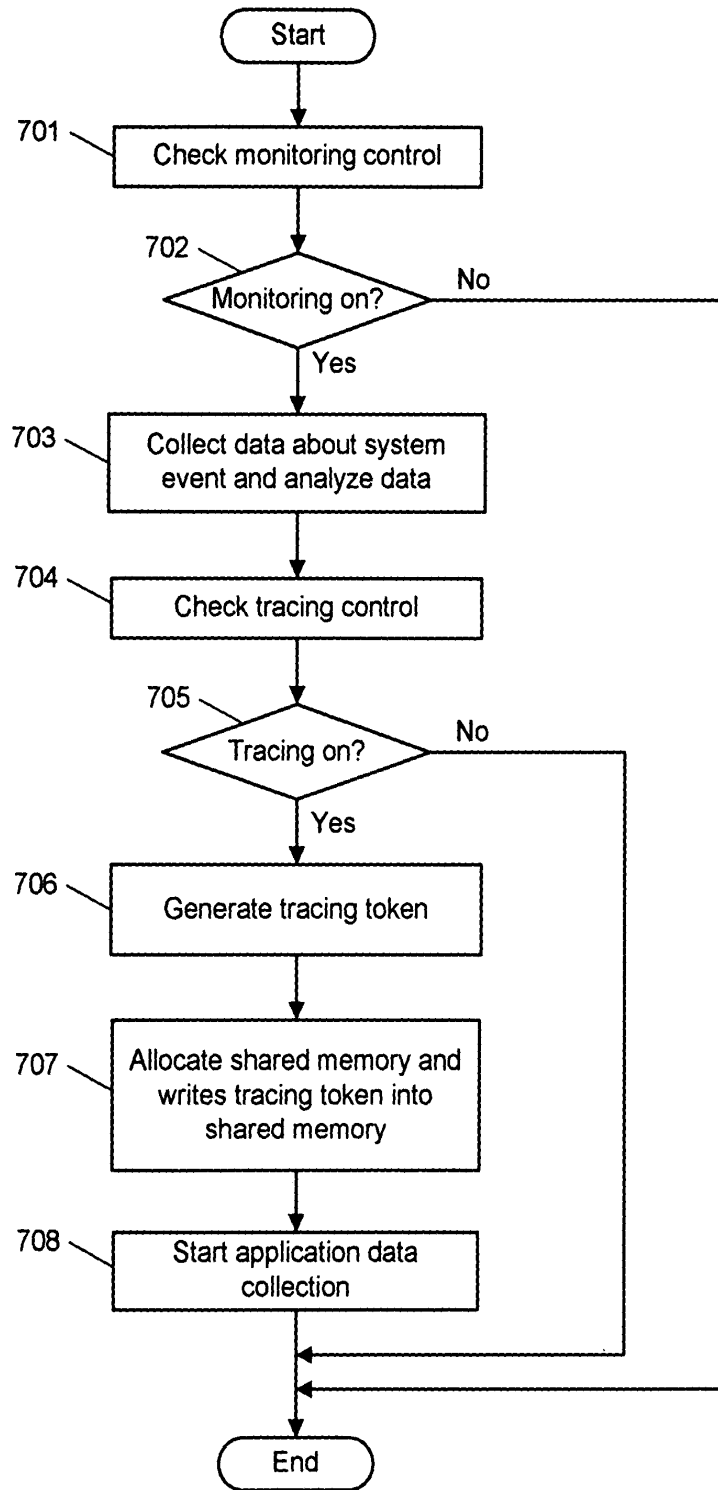 Start
701
Check monitoring control
702
Monitoring on?
No
Yes
703
Collect data about system
event and analyze data
704
Check tracing control
705
Tracing on?
No
Yes
706
Generate tracing token
707
Allocate shared memory and
writes tracing token into
shared memory
708
Start application data
collection
End